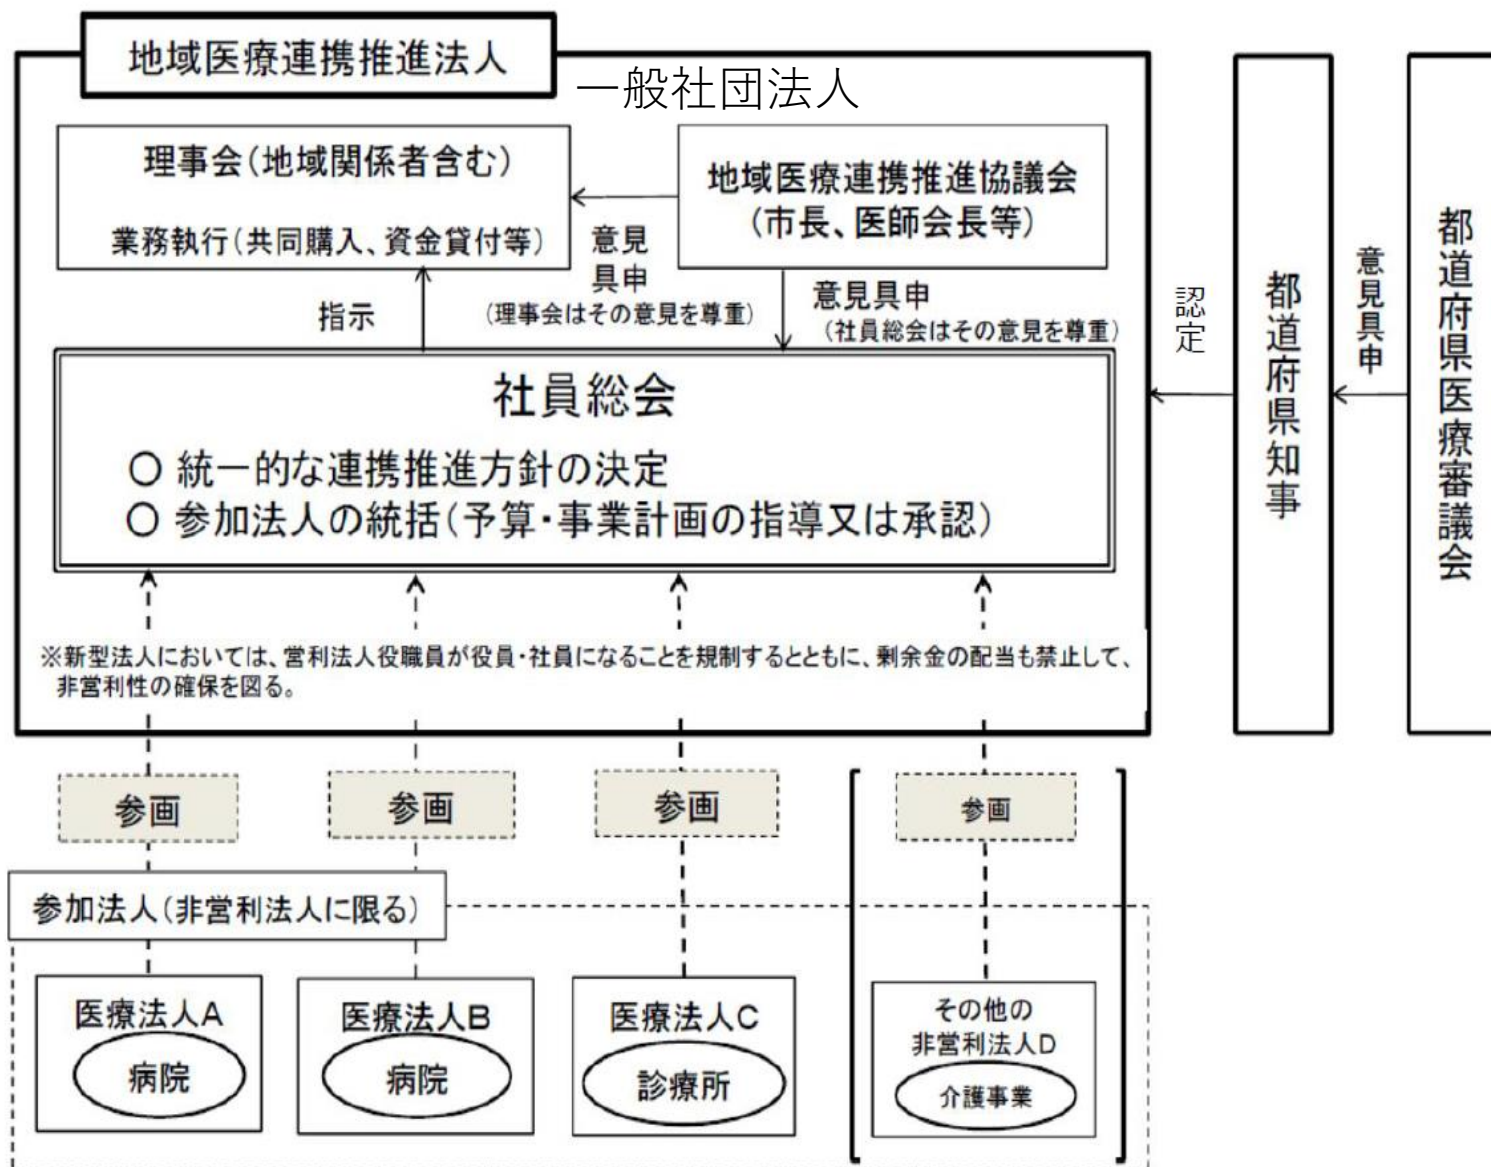 地域医療連携推進法人
一般社団法人
理事会(地域関係者含む)
業務執行(共同購入、資金貸付等)
地域医療連携推進協議会
(市長、医師会長等)
意見
具申
(理事会はその意見を尊重)
指示
意見具申
(社員総会はその意見を尊重)
社員総会
〇 統一的な連携推進方針の決定
〇 参加法人の統括(予算・事業計画の指導又は承認)
※新型法人においては、営利法人役職員が役員・社員になることを規制するとともに、剰余金の配当も禁止して、
非営利性の確保を図る。
認定
都道府県知事
意見具申
都道府県医療審議会
参画
参画
参画
参画
参加法人(非営利法人に限る)
医療法人A
病院
医療法人B
病院
医療法人C
診療所
その他の
非営利法人D
介護事業